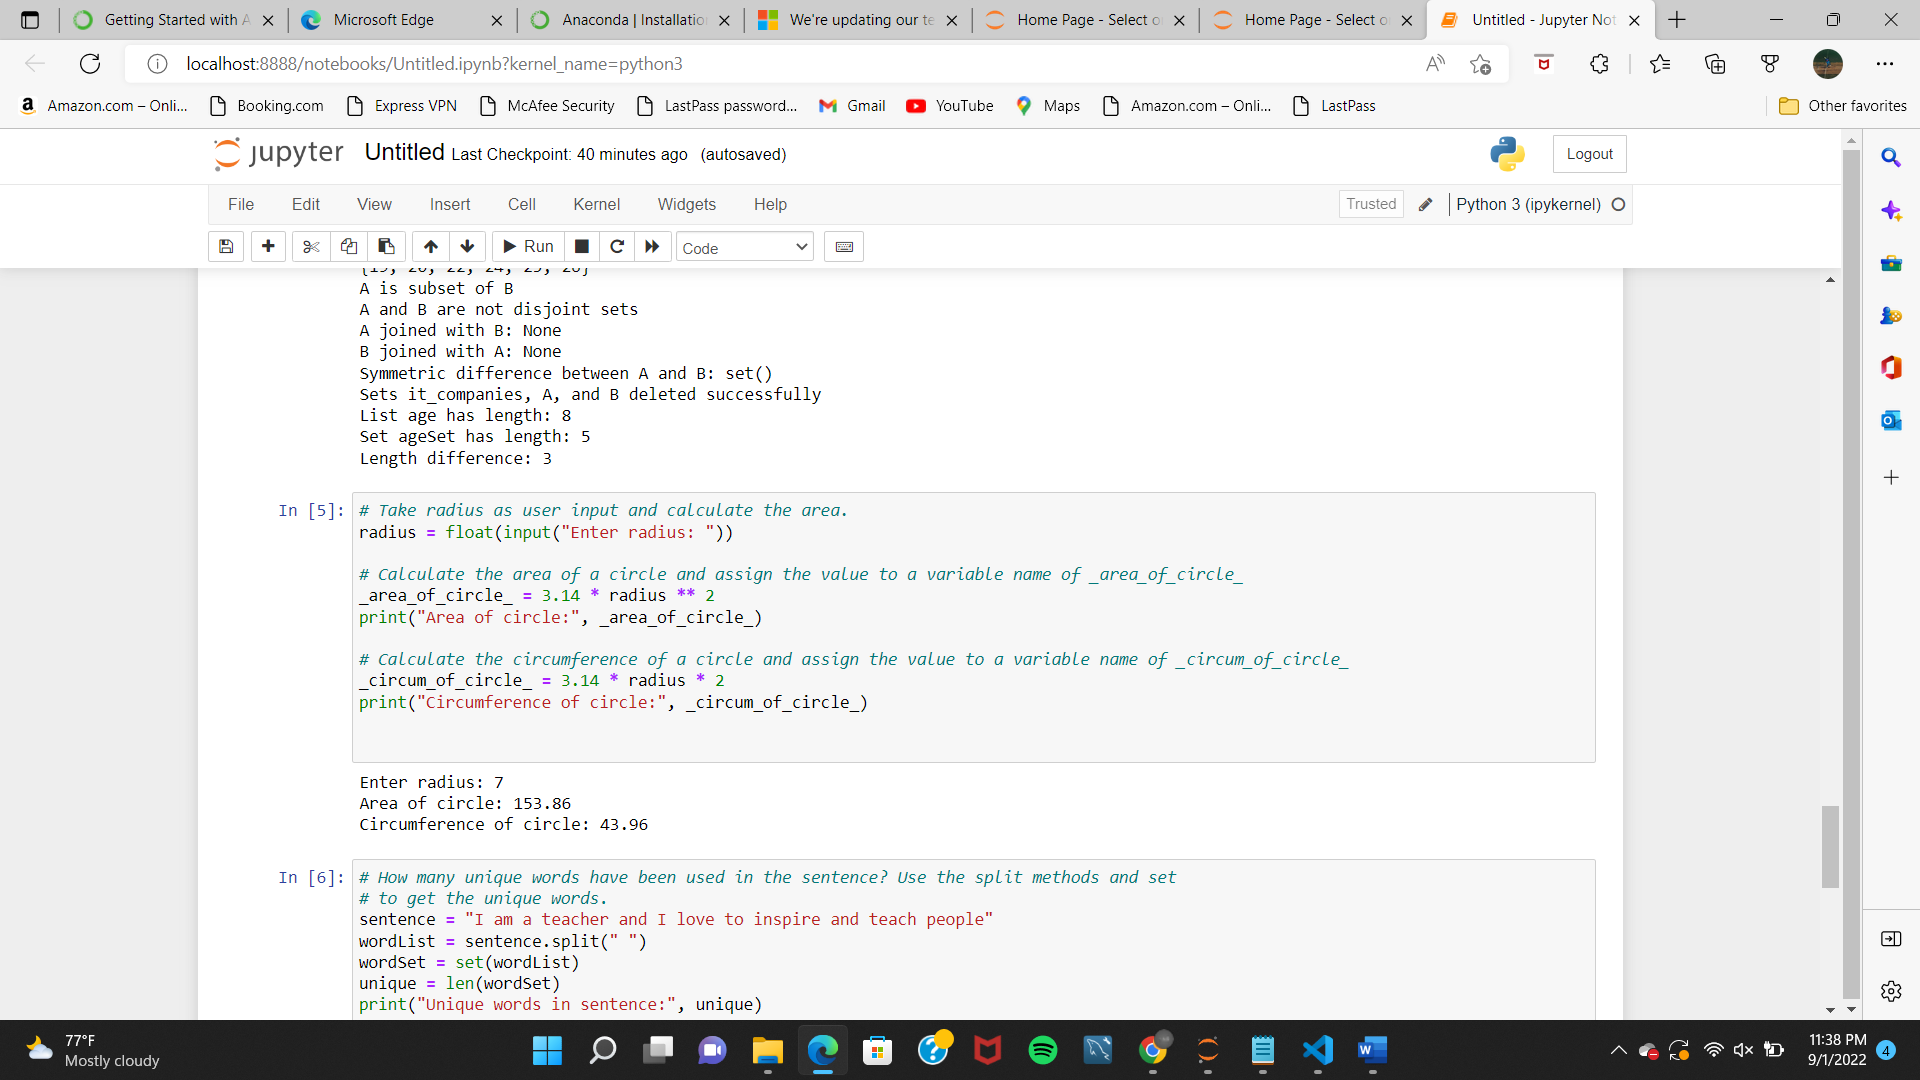 Getting Started with A
Microsoft Edge
Anaconda | Installatio
We're updating our te
Home Page - Select o
Home Page - Select o
Untitled - Jupyter Not
localhost:8888/notebooks/Untitled.ipynb?kernel_name=python3
Amazon.com – Onli...
Booking.com
Express VPN
McAfee Security
LastPass password...
Gmail
YouTube
Maps
Amazon.com – Onli...
LastPass
Other favorites
jupyter Untitled Last Checkpoint: 40 minutes ago (autosaved)
Logout
File Edit View Insert Cell Kernel Widgets Help
Trusted
Python 3 (ipykernel)
Run
Code
A is subset of B
A and B are not disjoint sets
A joined with B: None
B joined with A: None
Symmetric difference between A and B: set()
Sets it_companies, A, and B deleted successfully
List age has length: 8
Set ageSet has length: 5
Length difference: 3
In [5]:
# Take radius as user input and calculate the area.
radius = float(input("Enter radius: "))
# Calculate the area of a circle and assign the value to a variable name of _area_of_circle_
_area_of_circle_ = 3.14 * radius ** 2
print("Area of circle:", _area_of_circle_)
# Calculate the circumference of a circle and assign the value to a variable name of _circum_of_circle_
_circum_of_circle_ = 3.14 * radius * 2
print("Circumference of circle:", _circum_of_circle_)
Enter radius: 7
Area of circle: 153.86
Circumference of circle: 43.96
In [6]:
# How many unique words have been used in the sentence? Use the split methods and set
# to get the unique words.
sentence = "I am a teacher and I love to inspire and teach people"
wordList = sentence.split(" ")
wordSet = set(wordList)
unique = len(wordSet)
print("Unique words in sentence:", unique)
77°F
Mostly cloudy
11:38 PM
9/1/2022
4